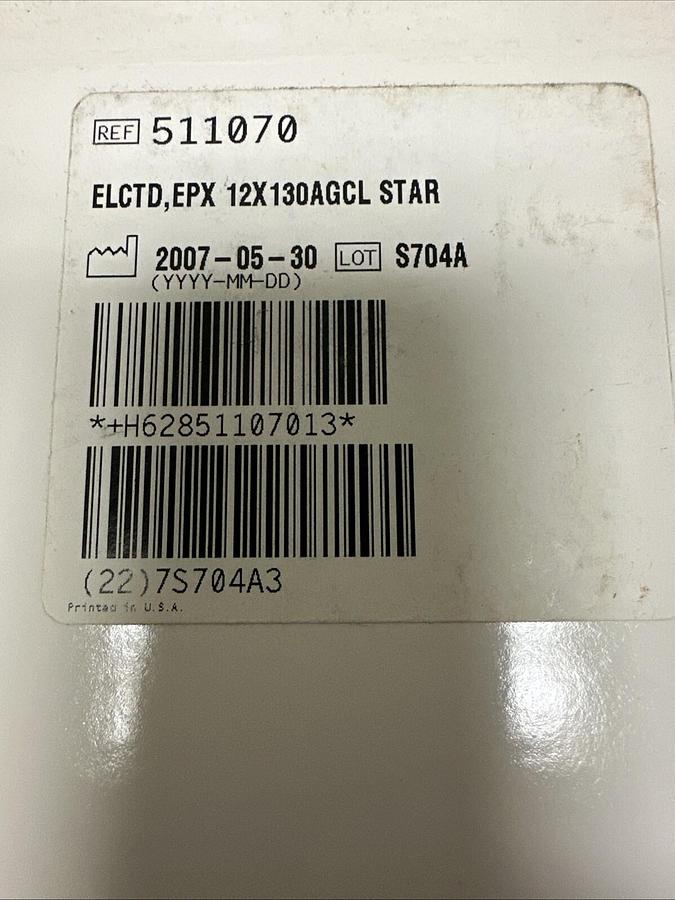 REF 511070
ELCTD,EPX 12X130AGCL STAR
2007-05-30 LOT S704A
(YYYY-MM-DD)
*+H62851107013*
(22)7S704A3
Printed in U.S.A.